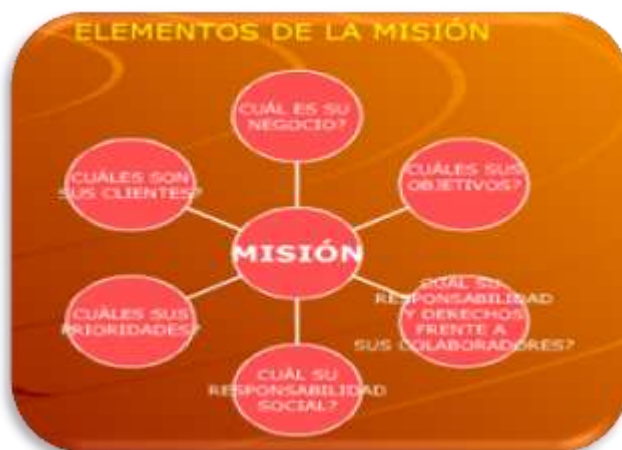 ELEMENTOS DE LA MISIÓN
CUÁL ES SU
NEGOCIO?
CUÁLES SUS
OBJETIVOS?
CUÁL SU
RESPONSABILIDAD
Y DERECHOS
FRENTE A
SUS COLABORADORES?
CUÁL SU
RESPONSABILIDAD
SOCIAL?
CUÁLES SUS
PRIORIDADES?
CUÁLES SON
SUS CLIENTES?
MISIÓN